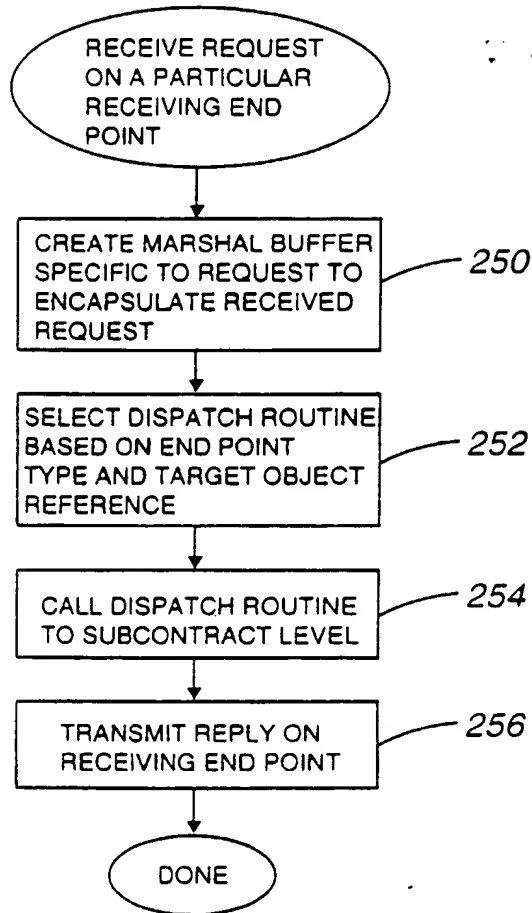 RECEIVE REQUEST
ON A PARTICULAR
RECEIVING END
POINT
CREATE MARSHAL BUFFER
SPECIFIC TO REQUEST TO
ENCAPSULATE RECEIVED
REQUEST
250
SELECT DISPATCH ROUTINE
BASED ON END POINT
TYPE AND TARGET OBJECT
REFERENCE
252
CALL DISPATCH ROUTINE
TO SUBCONTRACT LEVEL
254
TRANSMIT REPLY ON
RECEIVING END POINT
256
DONE